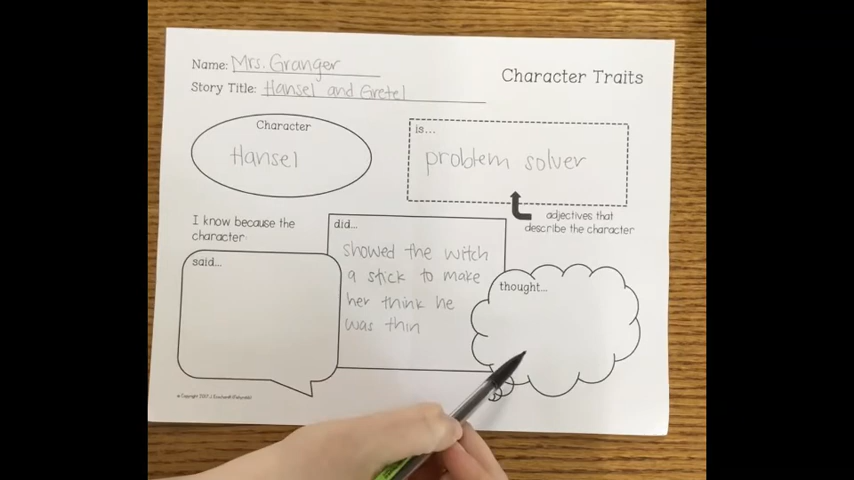 Name: Mrs. Granger
Character Traits
Story Title: Hansel and Gretel
Character
Hansel
is...
problem solver
adjectives that
describe the character
I know because the
character
did...
showed the witch
a stick to make
her think he
was thin
said...
thought...